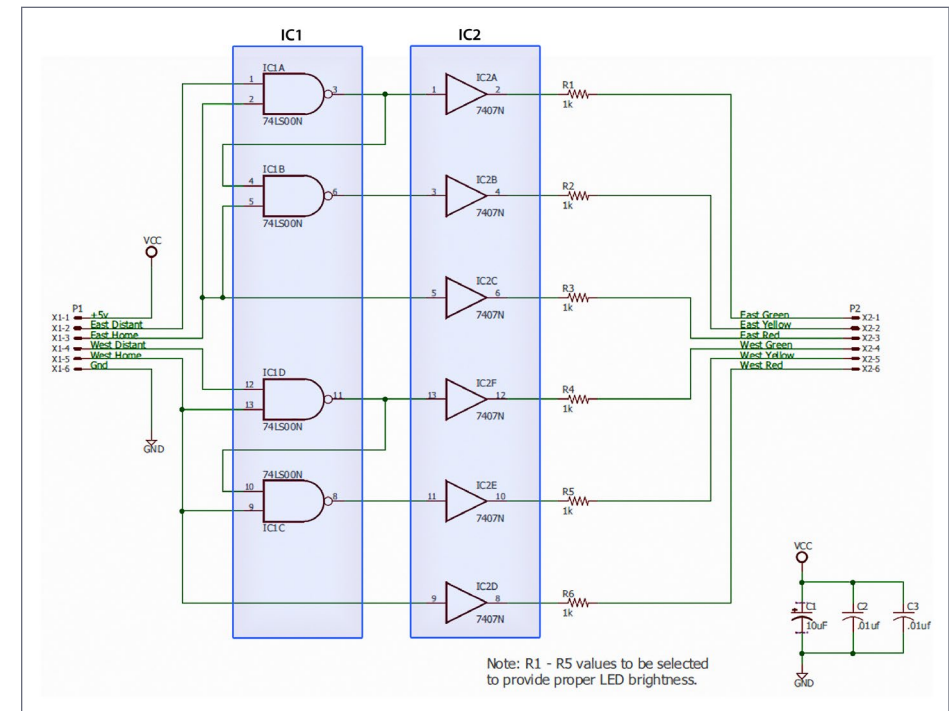 IC1
IC2
IC1A
1
2
3
74LS00N
IC2A
1
2
7407N
R1
1k
IC1B
4
5
6
74LS00N
IC2B
3
4
7407N
R2
1k
VCC
IC2C
5
6
7407N
R3
1k
P1
X1-1 +5v
X1-2 East Distant
X1-3 East Home
X1-4 West Distant
X1-5 West Home
X1-6 Gnd
P2
East Green X2-1
East Yellow X2-2
East Red X2-3
West Green X2-4
West Yellow X2-5
West Red X2-6
GND
IC1D
12
13
11
74LS00N
IC2F
13
12
7407N
R4
1k
74LS00N
10
9
8
IC1C
IC2E
11
10
7407N
R5
1k
IC2D
9
8
7407N
R6
1k
VCC
C1
10uF
C2
.01uf
C3
.01uf
GND
Note: R1 - R5 values to be selected
to provide proper LED brightness.